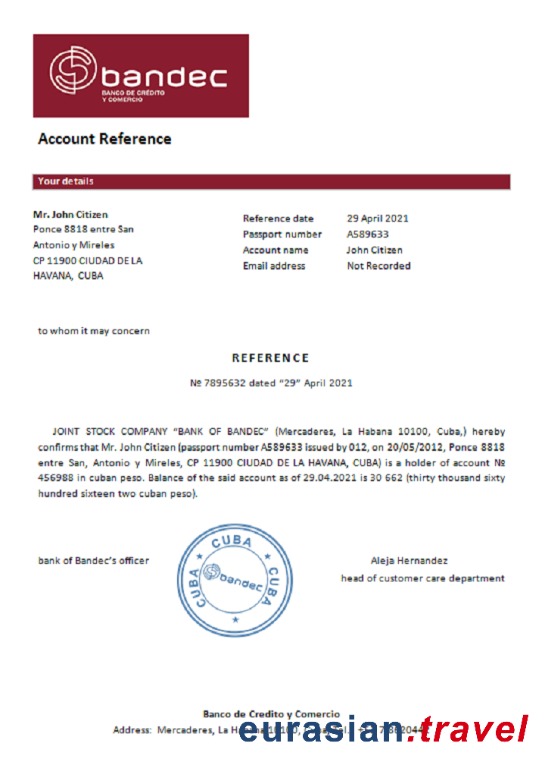 bandec
BANCO DE CRÉDITO
Y COMERCIO
Account Reference
Your details
Mr. John Citizen
Ponce 8818 entre San
Antonio y Mireles
CP 11900 CIUDAD DE LA
HAVANA, CUBA
Reference date 29 April 2021
Passport number A589633
Account name John Citizen
Email address Not Recorded
to whom it may concern
REFERENCE
№ 7895632 dated “29” April 2021
JOINT STOCK COMPANY “BANK OF BANDEC” (Mercaderes, La Habana 10100, Cuba,) hereby
confirms that Mr. John Citizen (passport number A589633 issued by 012, on 20/05/2012, Ponce 8818
entre San, Antonio y Mireles, CP 11900 CIUDAD DE LA HAVANA, CUBA) is a holder of account №
456988 in cuban peso. Balance of the said account as of 29.04.2021 is 30 662 (thirty thousand sixty
hundred sixteen two cuban peso).
bank of Bandec’s officer
CUBA
CUBA
CUBA
bandec
Aleja Hernandez
head of customer care department
Banco de Credito y Comercio
Address: Mercaderes, La
eurasian.travel